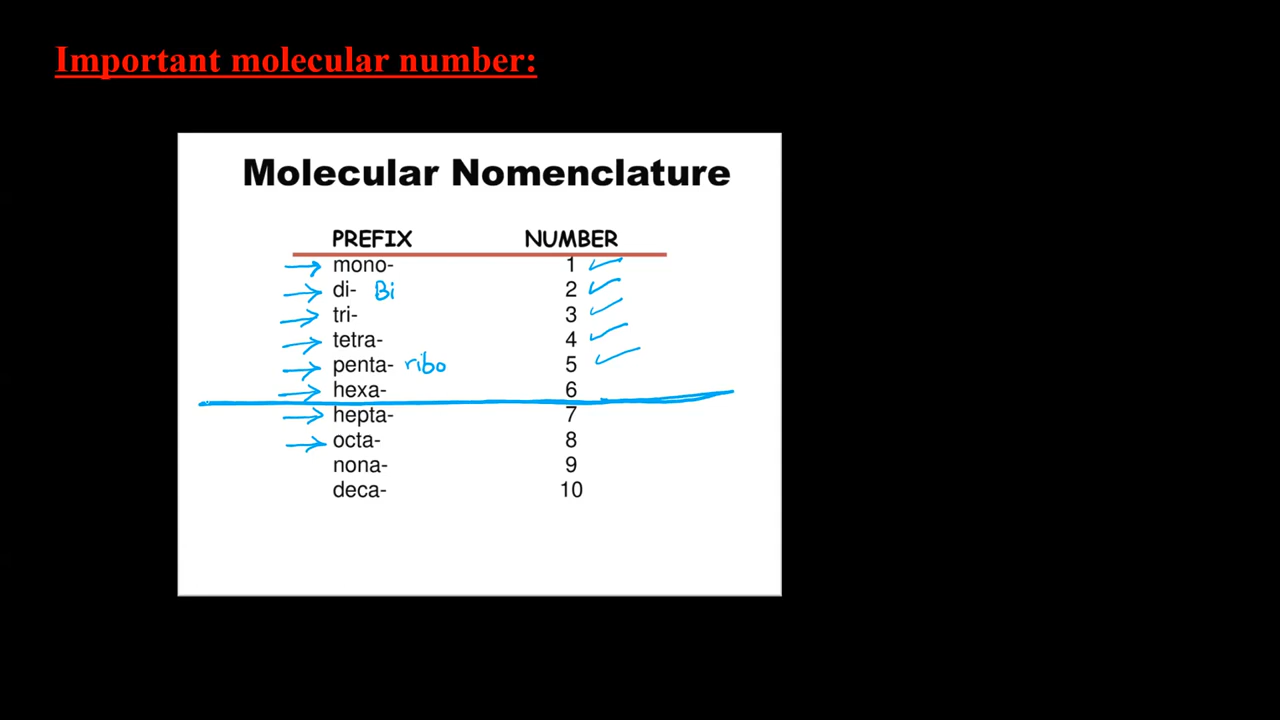 Important molecular number:
Molecular Nomenclature
PREFIX NUMBER
mono- 1
di- Bi 2
tri- 3
tetra- 4
penta- ribo 5
hexa- 6
hepta- 7
octa- 8
nona- 9
deca- 10